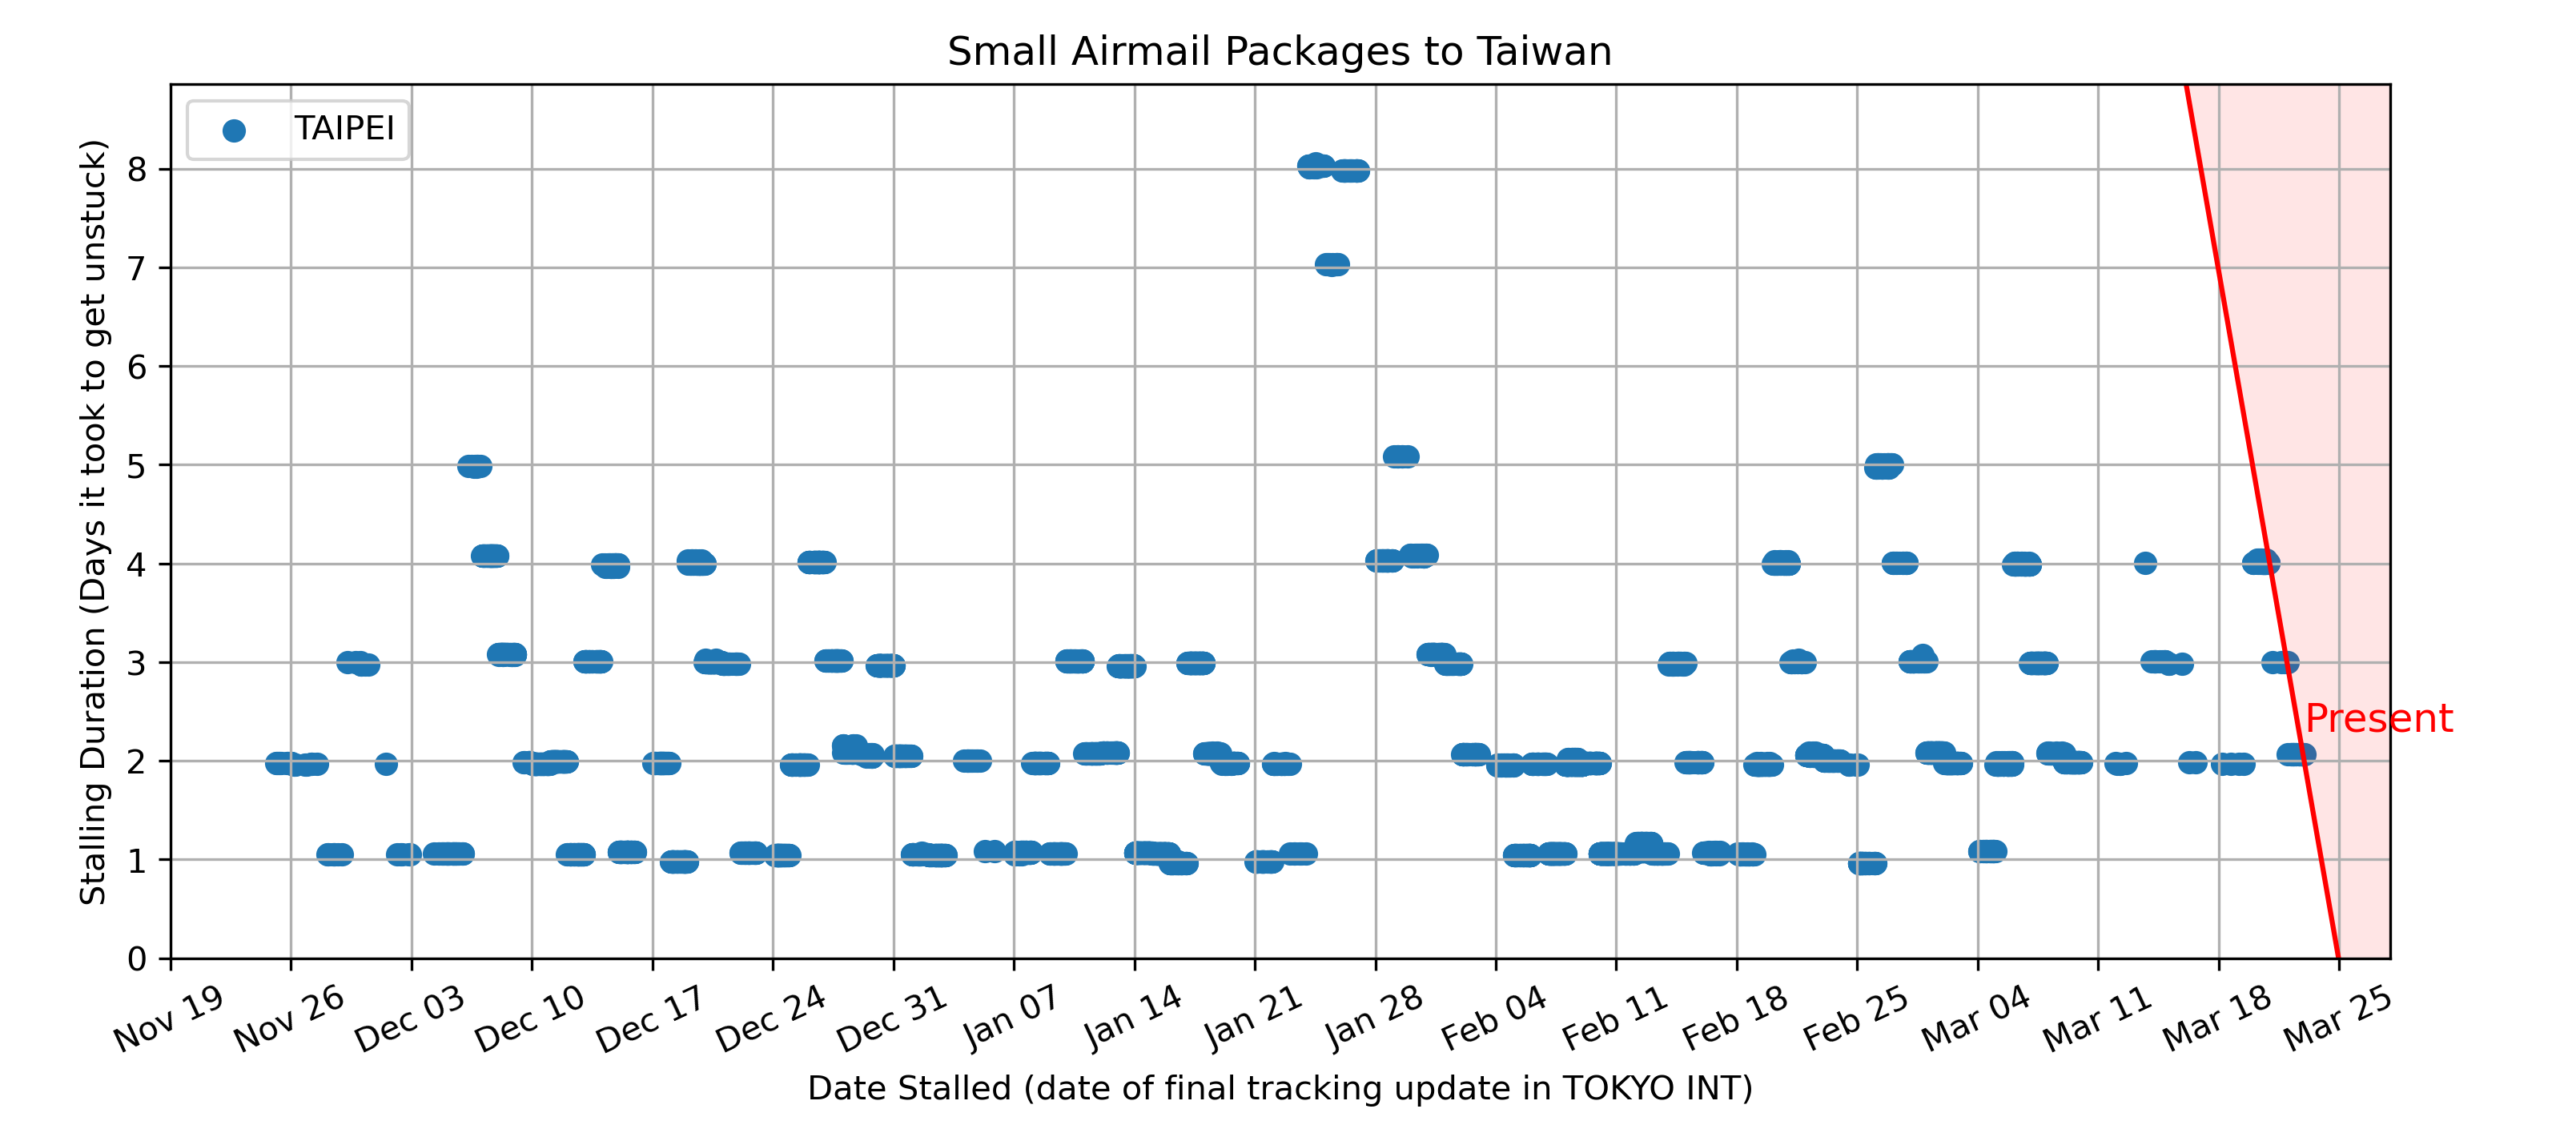 Small Airmail Packages to Taiwan
TAIPEI
Stalling Duration (Days it took to get unstuck)
8
7
6
5
4
3
2
1
0
Present
Nov 19
Nov 26
Dec 03
Dec 10
Dec 17
Dec 24
Dec 31
Jan 07
Jan 14
Jan 21
Jan 28
Feb 04
Feb 11
Feb 18
Feb 25
Mar 04
Mar 11
Mar 18
Mar 25
Date Stalled (date of final tracking update in TOKYO INT)